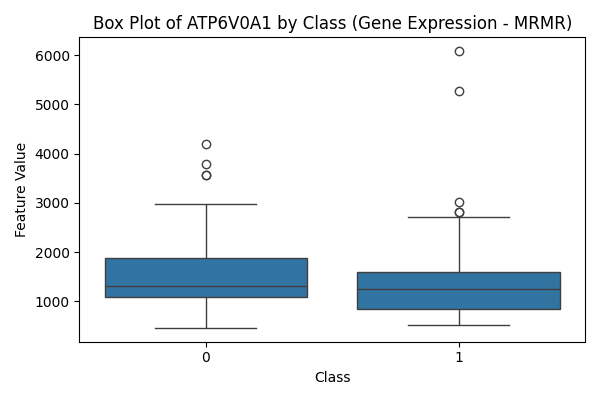 Box Plot of ATP6V0A1 by Class (Gene Expression - MRMR)
Feature Value
6000
5000
4000
3000
2000
1000
0
1
Class